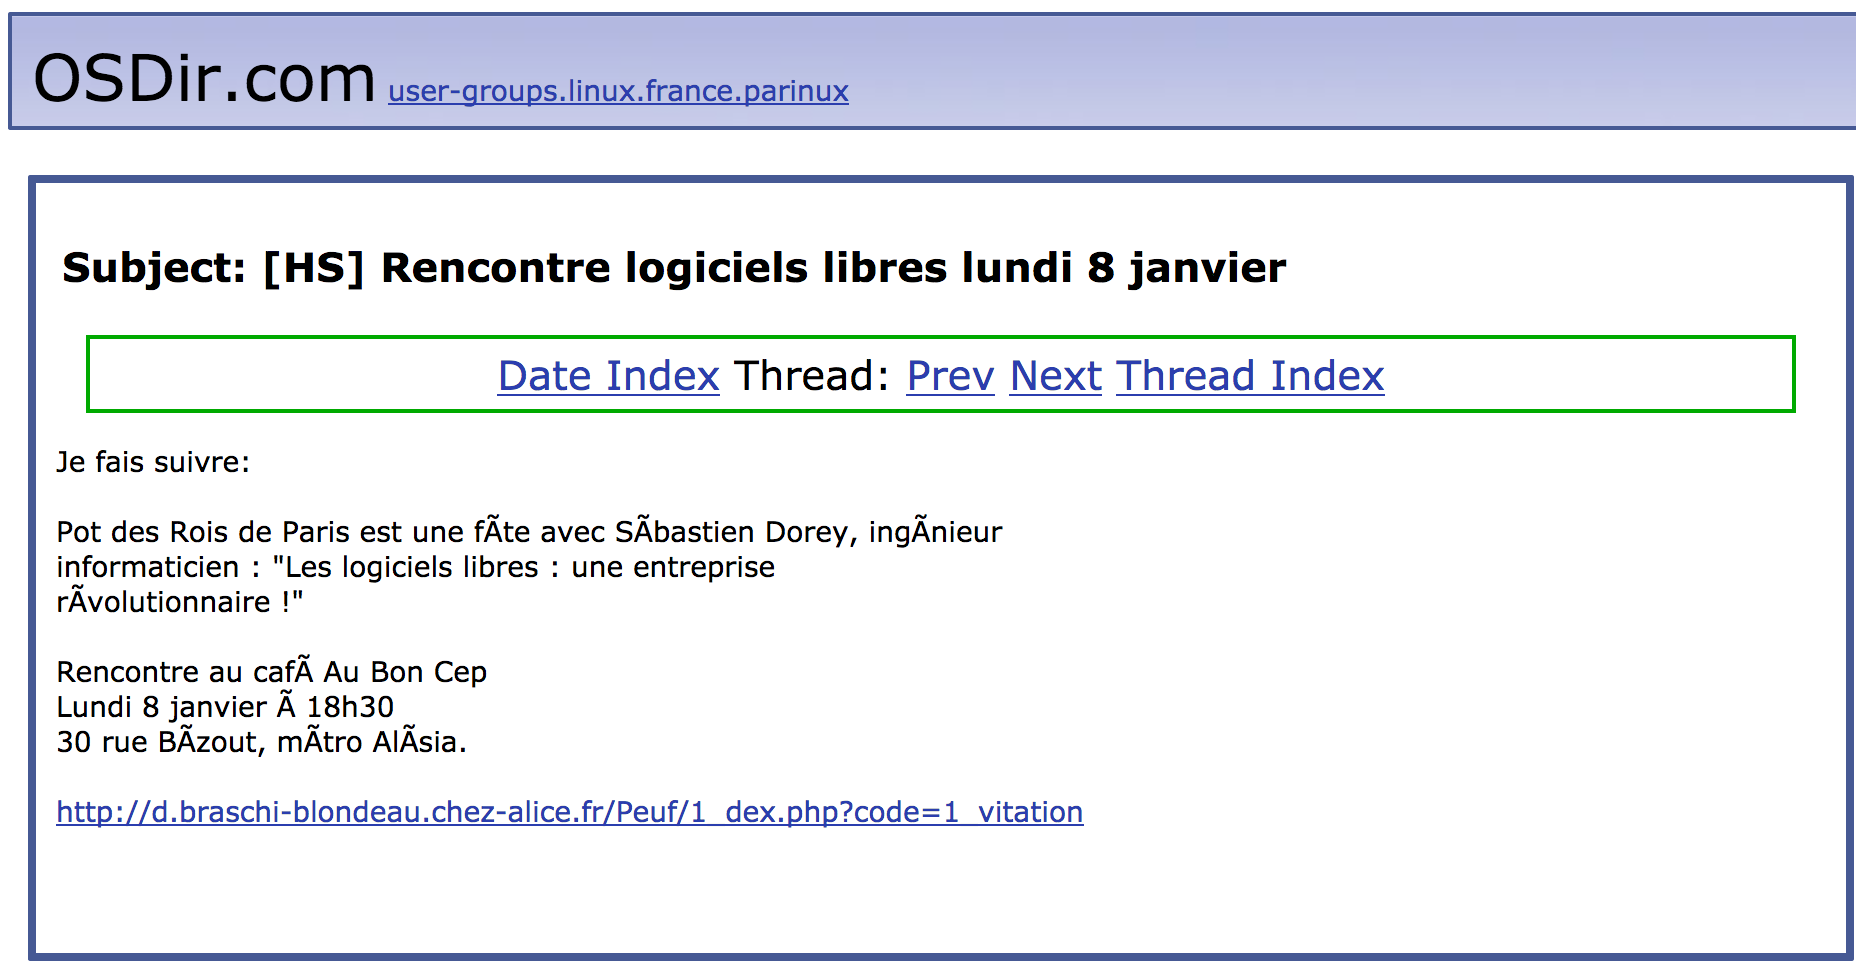 OSDir.com user-groups.linux.france.parinux
Subject: [HS] Rencontre logiciels libres lundi 8 janvier
Date Index Thread: Prev Next Thread Index
Je fais suivre:
Pot des Rois de Paris est une fÃte avec SÃbastien Dorey, ingÃnieur
informaticien : "Les logiciels libres : une entreprise
rÃvolutionnaire !"
Rencontre au cafÃ Au Bon Cep
Lundi 8 janvier Ã 18h30
30 rue BÃzout, mÃtro AlÃsia.
http://d.braschi-blondeau.chez-alice.fr/Peuf/1_dex.php?code=1_vitation